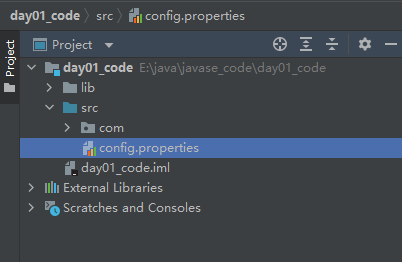 day01_code src config.properties
Project
Project
day01_code E:\java\javase_code\day01_code
lib
src
com
config.properties
day01_code.iml
External Libraries
Scratches and Consoles